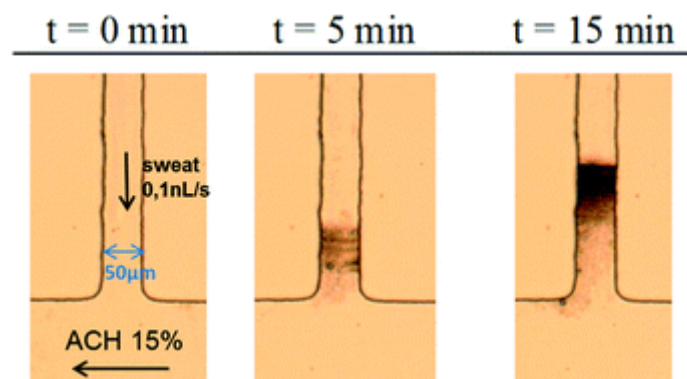 t = 0 min
t = 5 min
t = 15 min
sweat
0,1nL/s
50μm
ACH 15%